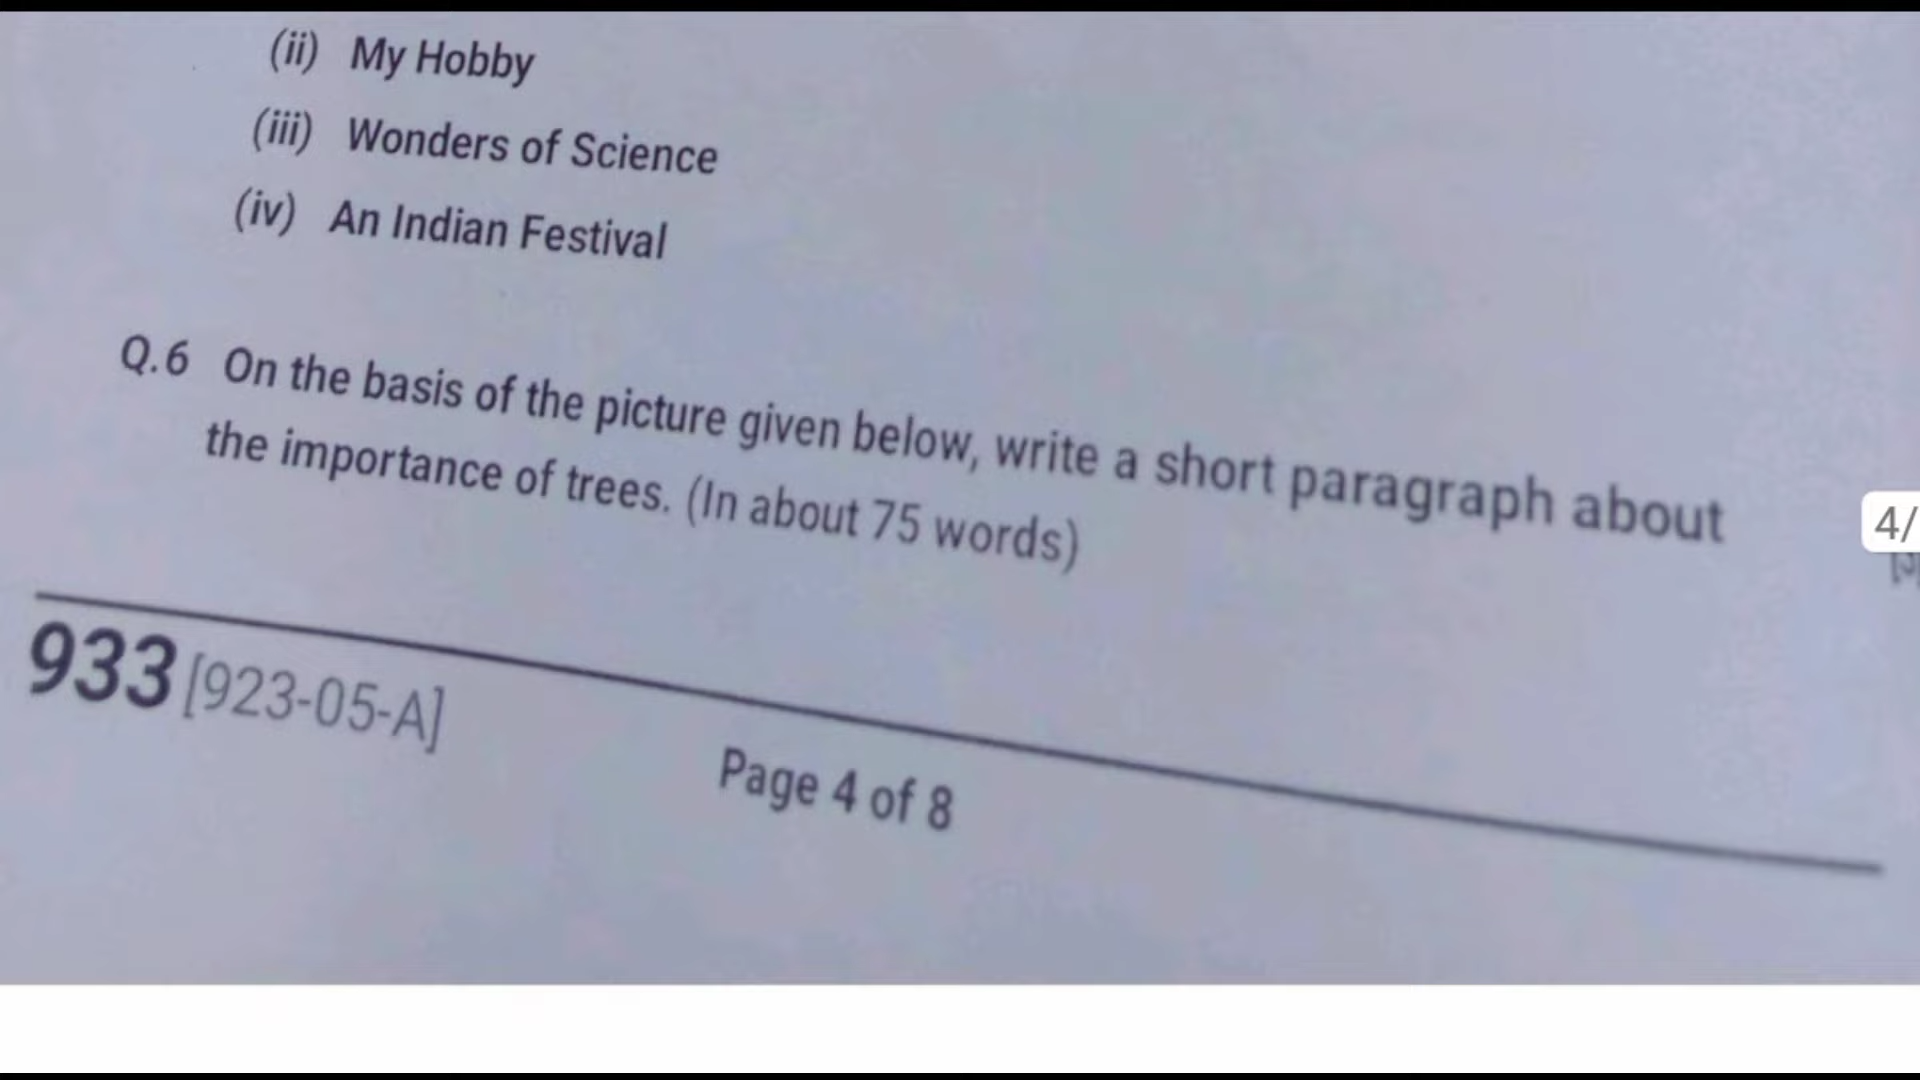 (ii) My Hobby
(iii) Wonders of Science
(iv) An Indian Festival
Q.6 On the basis of the picture given below, write a short paragraph about
the importance of trees. (In about 75 words)
4/
933 [923-05-A]
Page 4 of 8